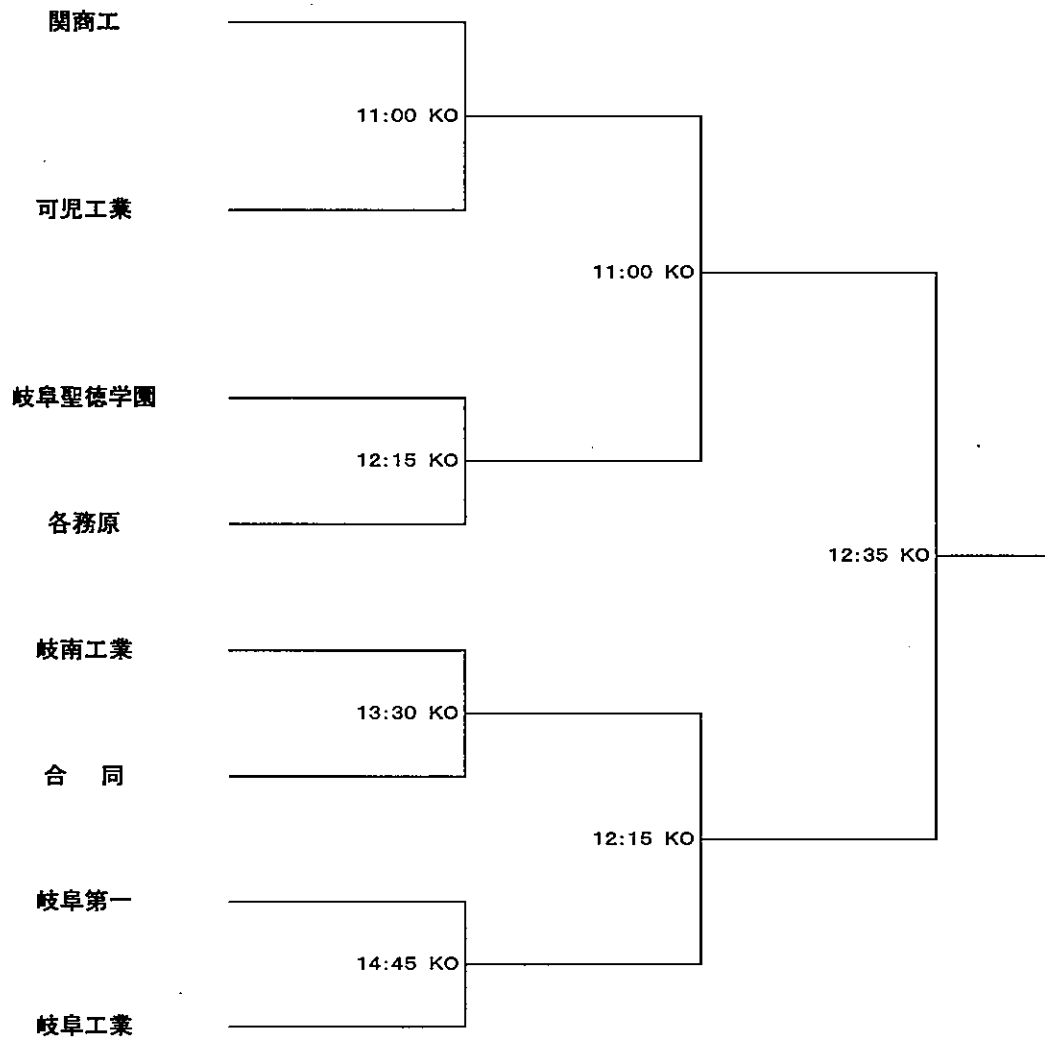 関商工
11:00 KO
可児工業
11:00 KO
岐阜聖徳学園
12:15 KO
各務原
12:35 KO
岐南工業
13:30 KO
合 同
12:15 KO
岐阜第一
14:45 KO
岐阜工業